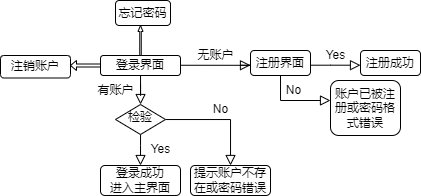 忘记密码
注销账户
登录界面
无账户
注册界面
Yes
注册成功
有账户
No
账户已被注
册或密码格
式错误
检验
No
Yes
登录成功
进入主界面
提示账户不存
在或密码错误